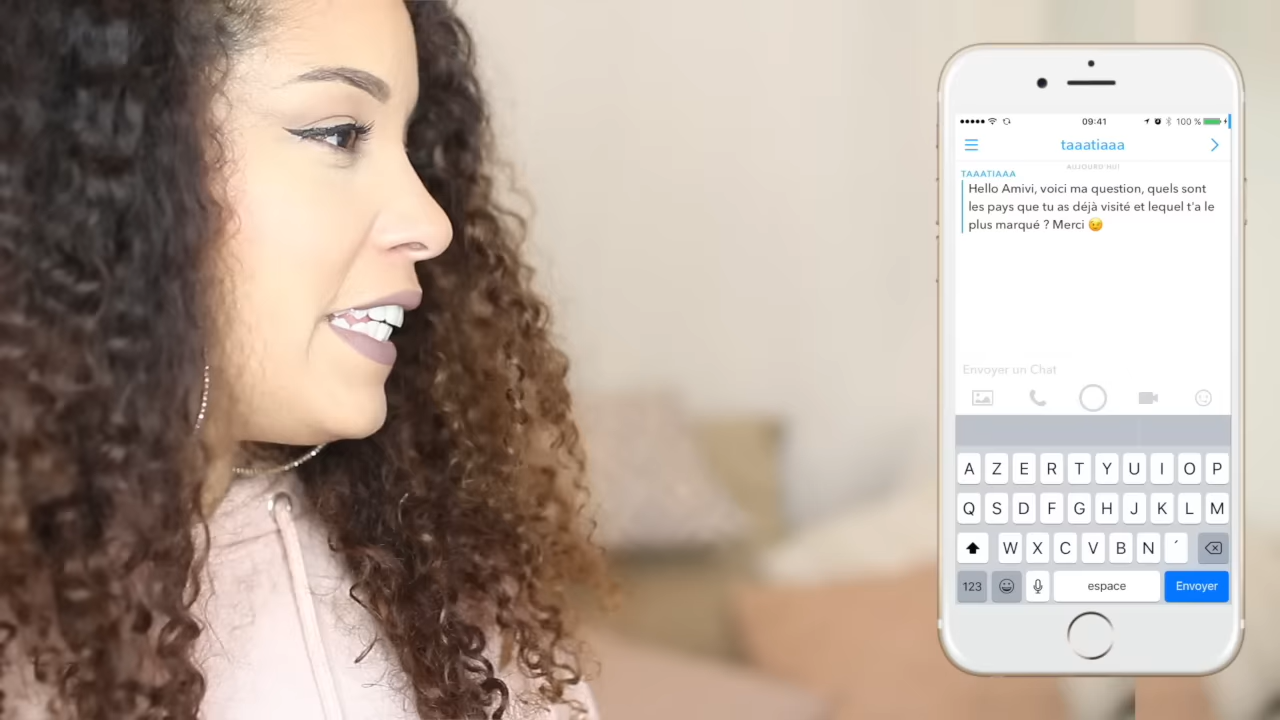 09:41
100 %
taaatiaaa
AUJOURD'HUI
TAAATIAAA
Hello Amivi, voici ma question, quels sont
les pays que tu as déjà visité et lequel t'a le
plus marqué ? Merci 😉
Envoyer un Chat
A Z E R T Y U I O P
Q S D F G H J K L M
W X C V B N ´
123 espace Envoyer